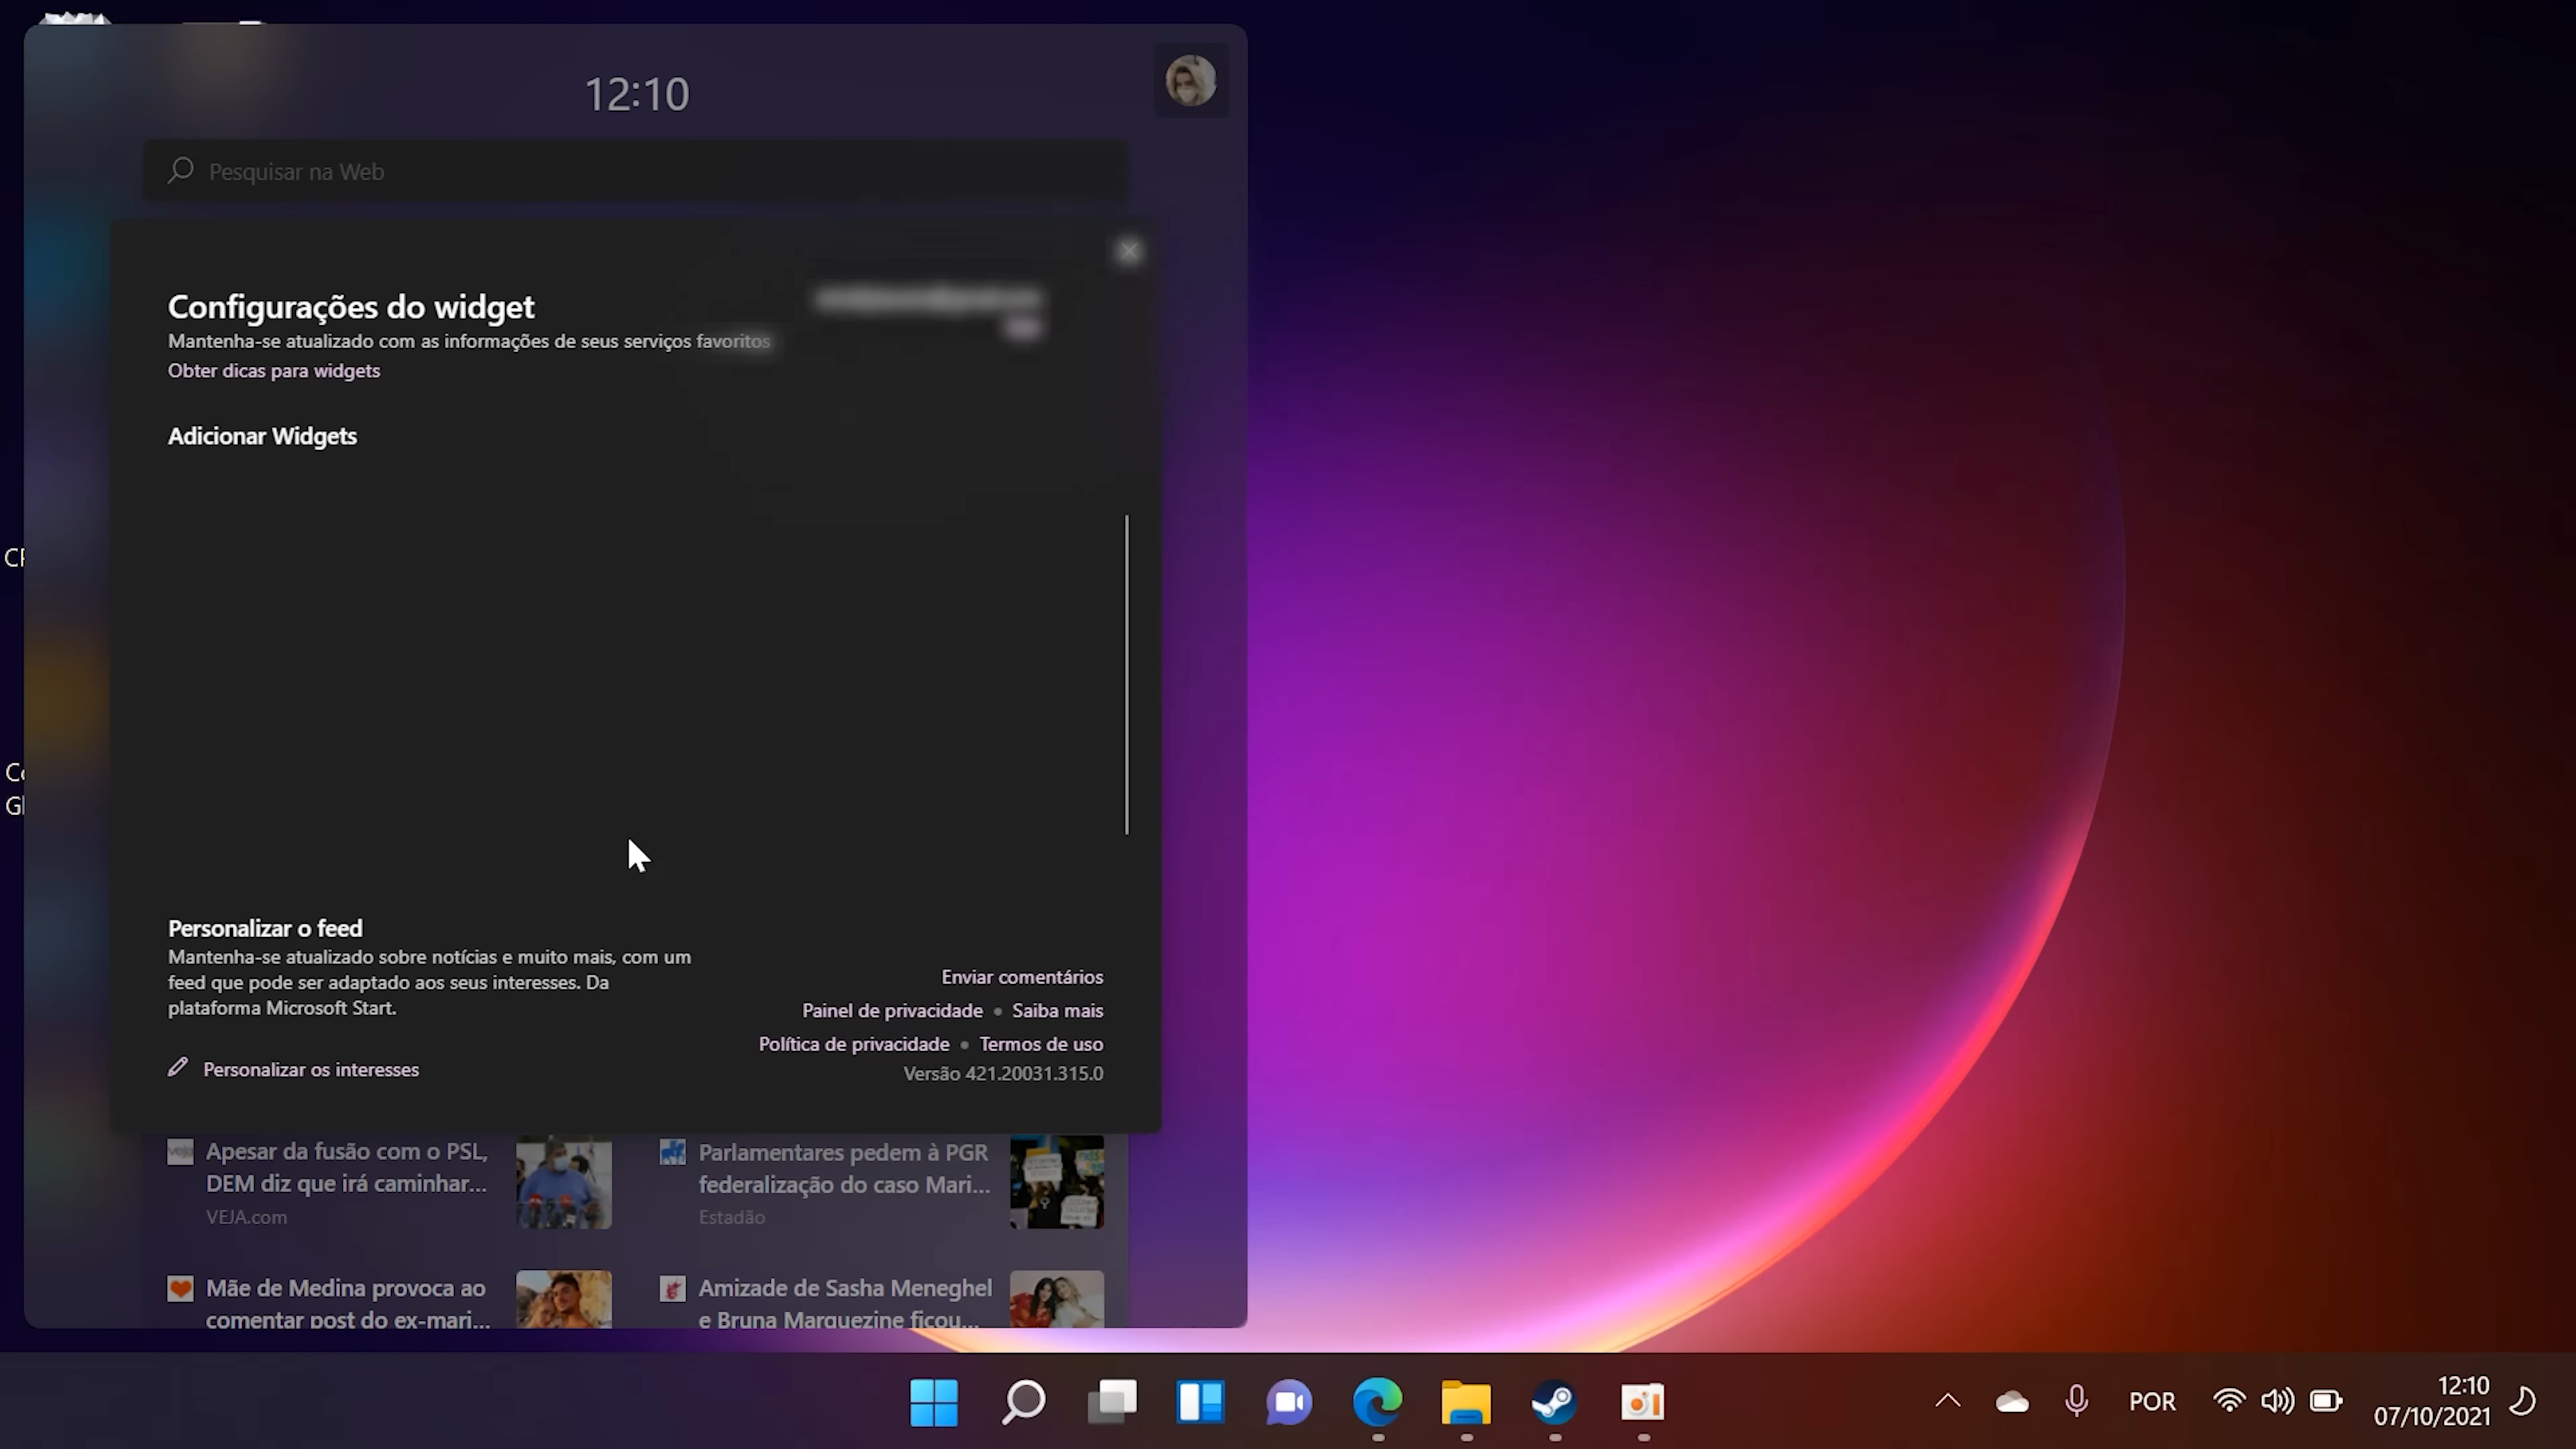 12:10
Pesquisar na Web
Configurações do widget
Mantenha-se atualizado com as informações de seus serviços favoritos
Obter dicas para widgets
Adicionar Widgets
Personalizar o feed
Mantenha-se atualizado sobre notícias e muito mais, com um
feed que pode ser adaptado aos seus interesses. Da
plataforma Microsoft Start.
Personalizar os interesses
Enviar comentários
Painel de privacidade • Saiba mais
Política de privacidade • Termos de uso
Versão 421.20031.315.0
veja
Apesar da fusão com o PSL,
DEM diz que irá caminhar...
VEJA.com
Parlamentares pedem à PGR
federalização do caso Mari...
Estadão
Mãe de Medina provoca ao
comentar post do ex-mari...
Amizade de Sasha Meneghel
e Bruna Marquezine ficou...
POR
12:10
07/10/2021